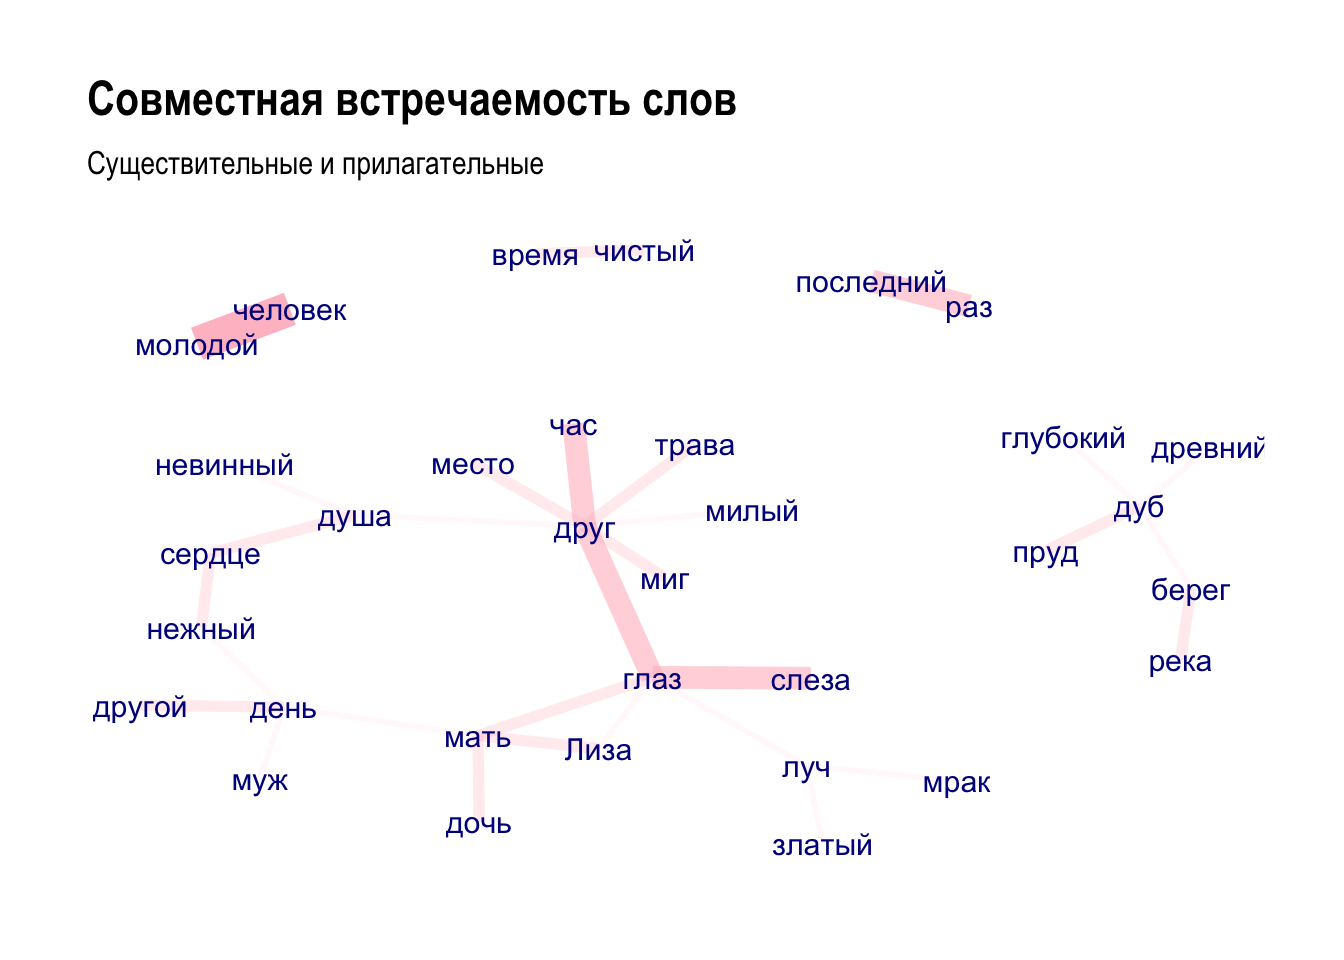 Совместная встречаемость слов
Существительные и прилагательные
время чистый
последний
раз
человек
молодой
час
трава
глубокий
древний
место
невинный
милый
дуб
душа
друг
сердце
пруд
миг
берег
нежный
река
глаз
слеза
другой
день
мать
Лиза
луч
муж
мрак
дочь
златый